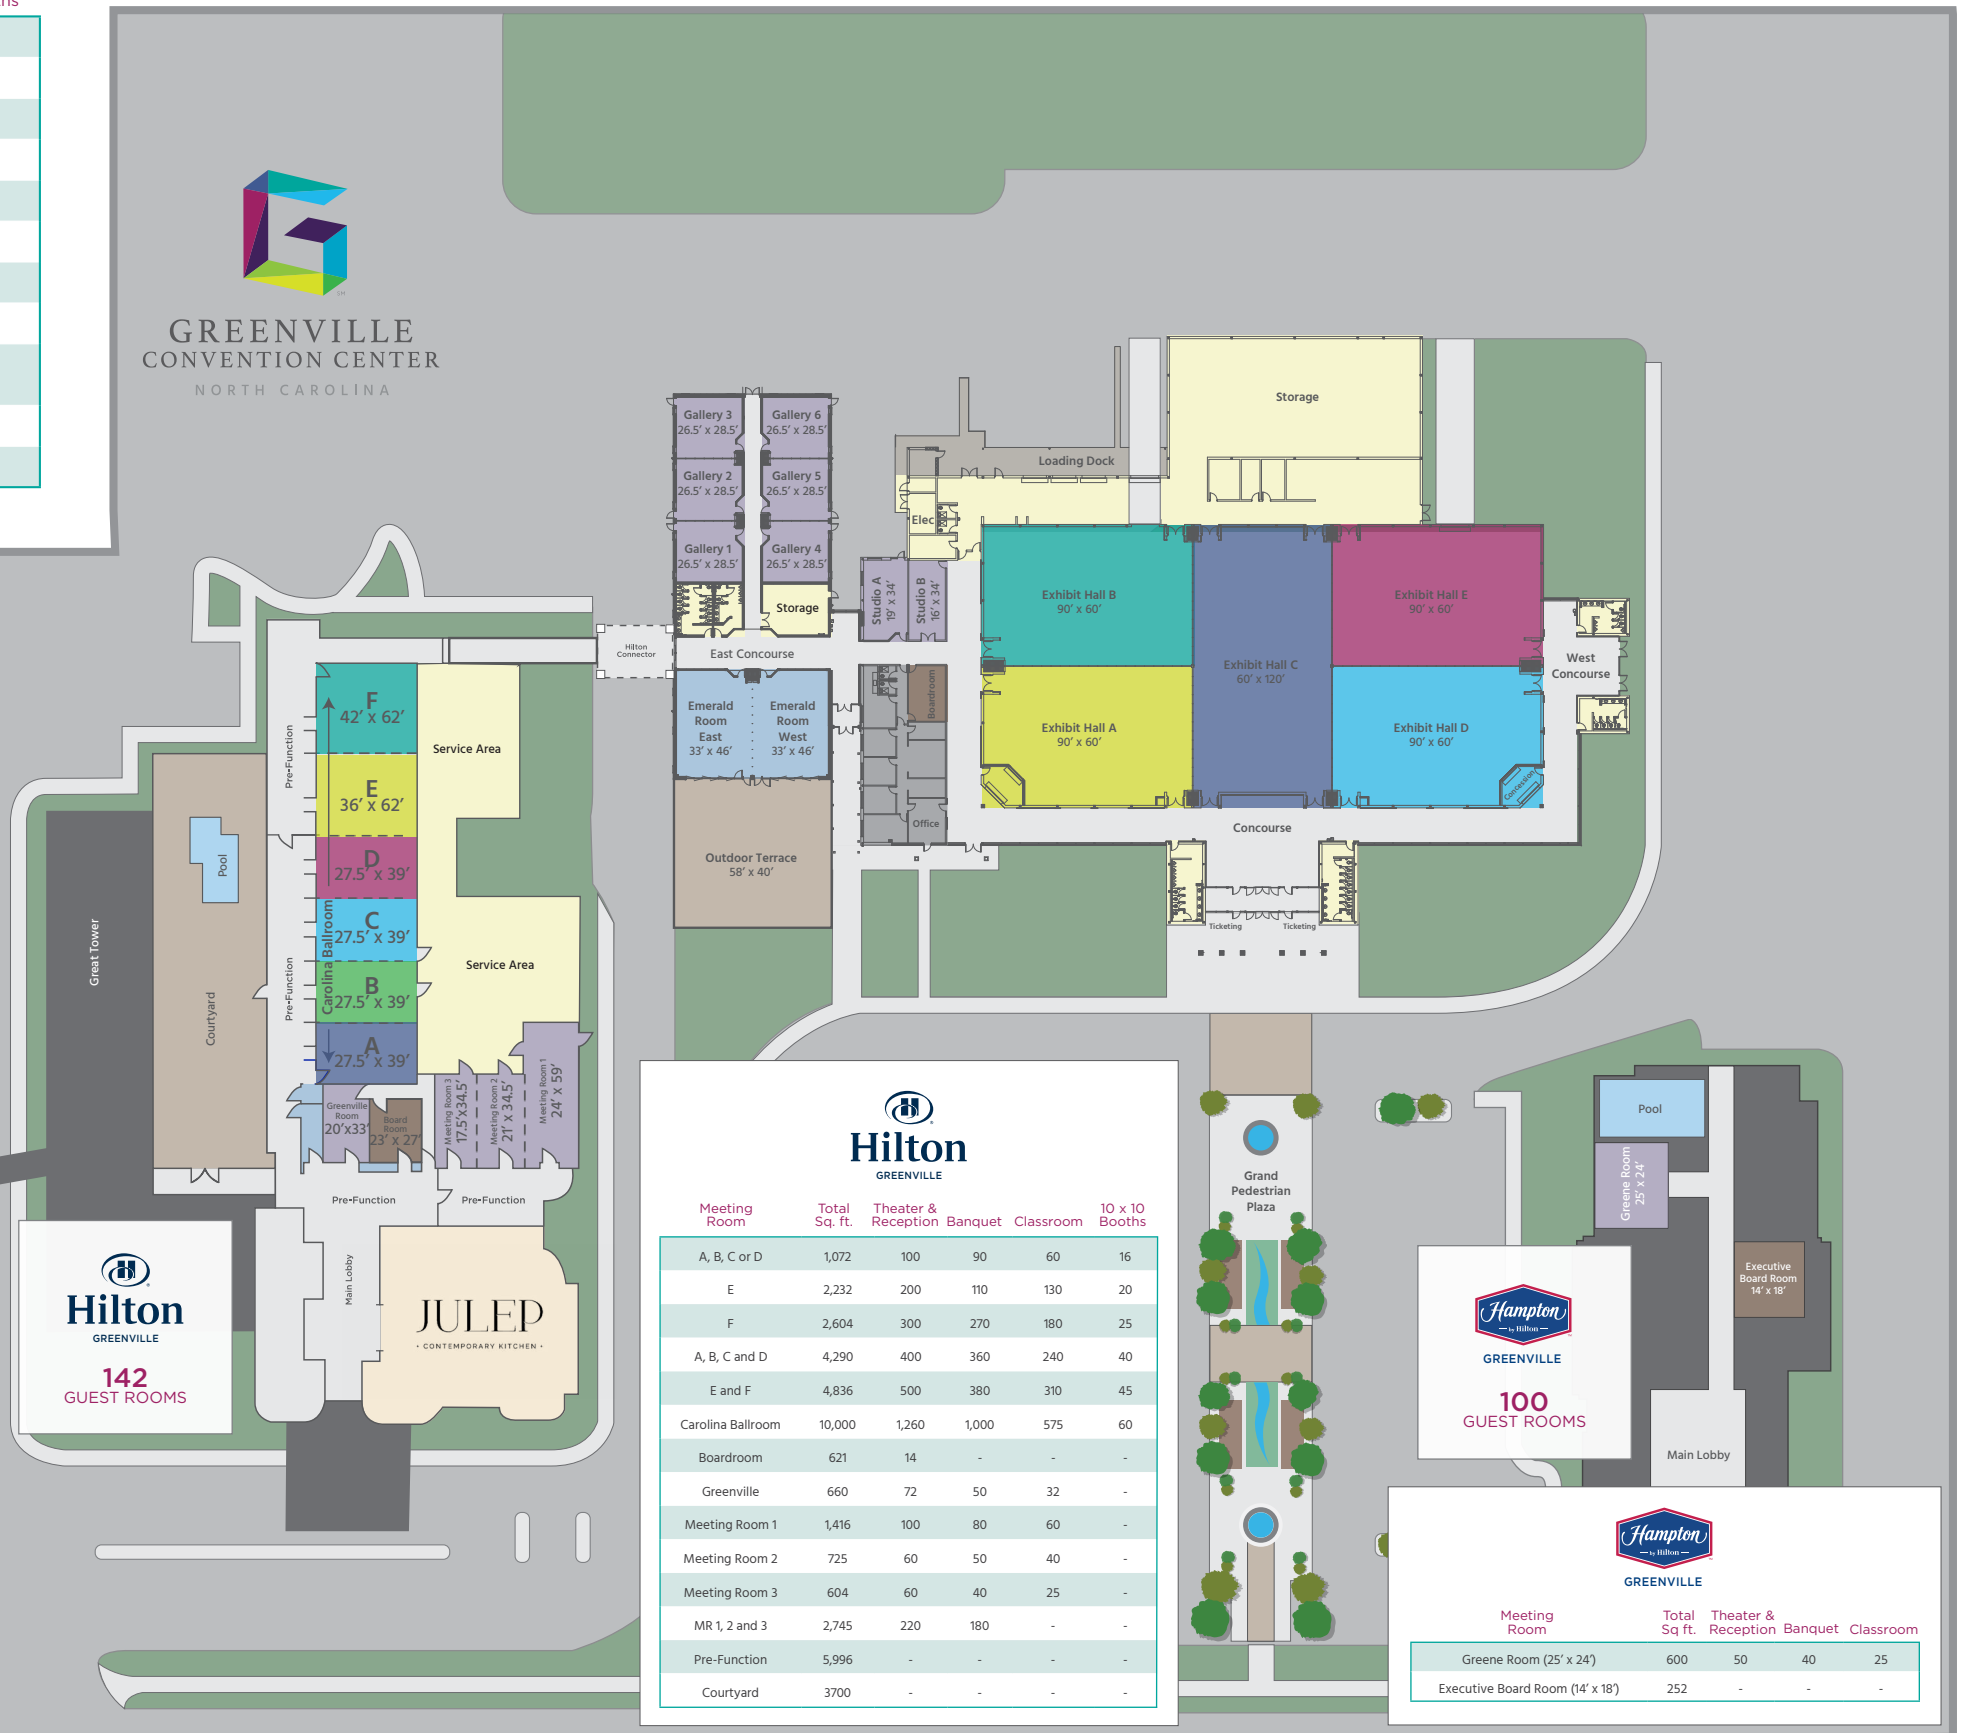 ths
GREENVILLE
CONVENTION CENTER
NORTH CAROLINA
SM
Gallery 3
26.5' x 28.5'
Gallery 6
26.5' x 28.5'
Gallery 2
26.5' x 28.5'
Gallery 5
26.5' x 28.5'
Gallery 1
26.5' x 28.5'
Gallery 4
26.5' x 28.5'
Storage
Storage
Loading Dock
Elec
Studio A
19' x 34'
Studio B
16' x 34'
Exhibit Hall B
90' x 60'
Exhibit Hall E
90' x 60'
Exhibit Hall C
60' x 120'
Exhibit Hall A
90' x 60'
Exhibit Hall D
90' x 60'
Concession
West
Concourse
Hilton
Connector
East Concourse
Emerald
Room
East
33' x 46'
Emerald
Room
West
33' x 46'
Boardroom
Office
Concourse
Outdoor Terrace
58' x 40'
Ticketing
Ticketing
Pre-Function
Pre-Function
Carolina Ballroom
F
42' x 62'
E
36' x 62'
D
27.5' x 39'
C
27.5' x 39'
B
27.5' x 39'
A
27.5' x 39'
Service Area
Service Area
Pool
Great Tower
Courtyard
Greenville
Room
20'x33'
Board
Room
23' x 27'
Meeting Room 3
17.5'x34.5'
Meeting Room 2
21' x 34.5'
Meeting Room 1
24' x 59'
Pre-Function
Pre-Function
Main Lobby
JULEP
• CONTEMPORARY KITCHEN •
Hilton
GREENVILLE
142
GUEST ROOMS
Hilton
GREENVILLE
Meeting Room | Total Sq. ft. | Theater & Reception | Banquet | Classroom | 10 x 10 Booths
A, B, C or D 1,072 100 90 60 16
E 2,232 200 110 130 20
F 2,604 300 270 180 25
A, B, C and D 4,290 400 360 240 40
E and F 4,836 500 380 310 45
Carolina Ballroom 10,000 1,260 1,000 575 60
Boardroom 621 14 - - -
Greenville 660 72 50 32 -
Meeting Room 1 1,416 100 80 60 -
Meeting Room 2 725 60 50 40 -
Meeting Room 3 604 60 40 25 -
MR 1, 2 and 3 2,745 220 180 - -
Pre-Function 5,996 - - - -
Courtyard 3700 - - - -
Grand
Pedestrian
Plaza
Pool
Greene Room
25' x 24'
Executive
Board Room
14' x 18'
Main Lobby
Hampton
by Hilton
GREENVILLE
100
GUEST ROOMS
Hampton
by Hilton
GREENVILLE
Meeting Room | Total Sq ft. | Theater & Reception | Banquet | Classroom
Greene Room (25' x 24') 600 50 40 25
Executive Board Room (14' x 18') 252 - - -